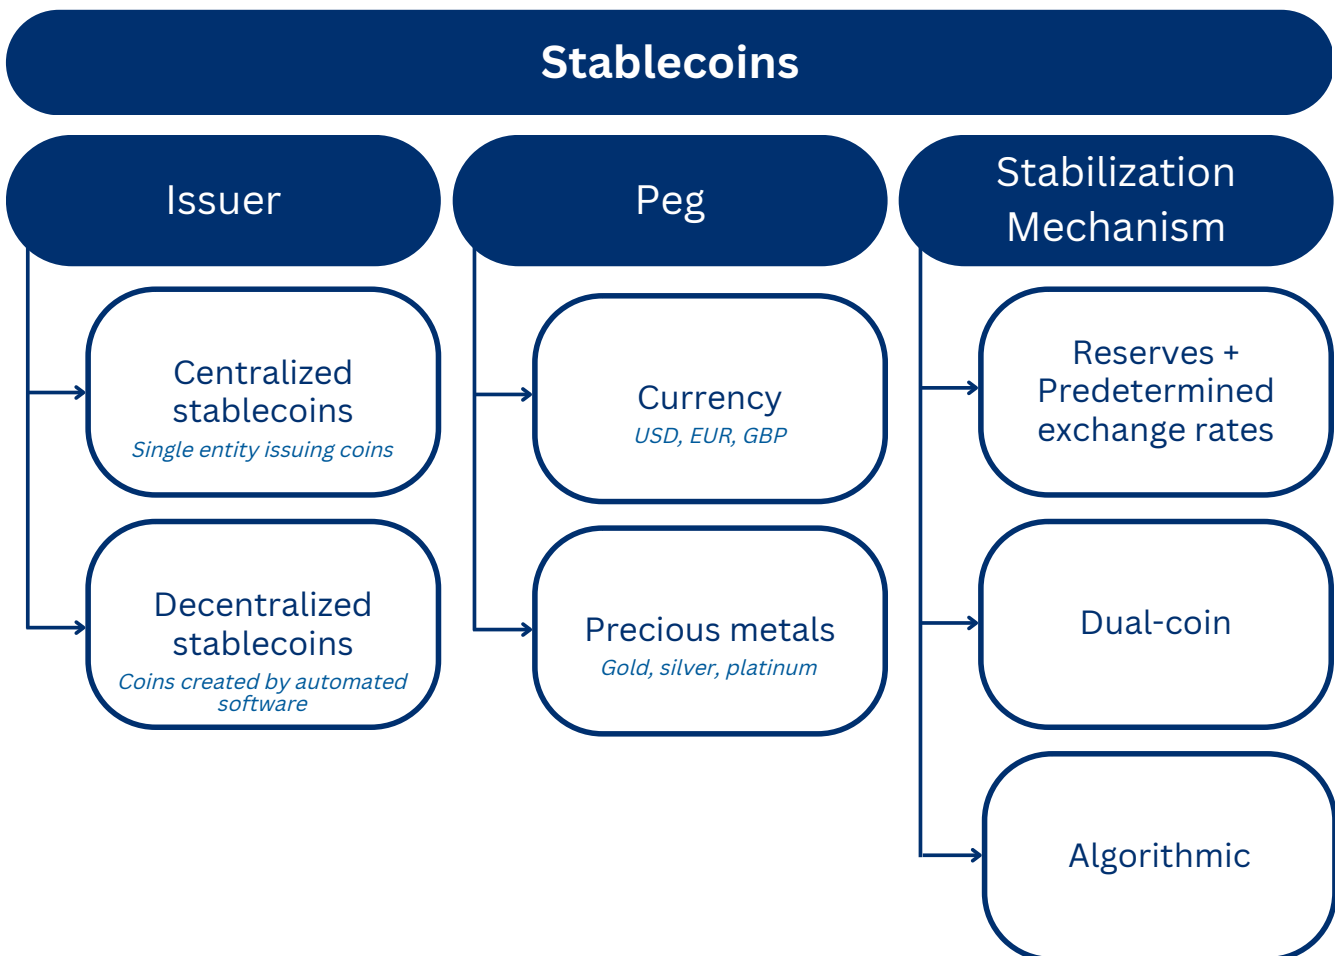 Stablecoins
Issuer
Centralized
stablecoins
Single entity issuing coins
Decentralized
stablecoins
Coins created by automated
software
Peg
Currency
USD, EUR, GBP
Precious metals
Gold, silver, platinum
Stabilization
Mechanism
Reserves +
Predetermined
exchange rates
Dual-coin
Algorithmic